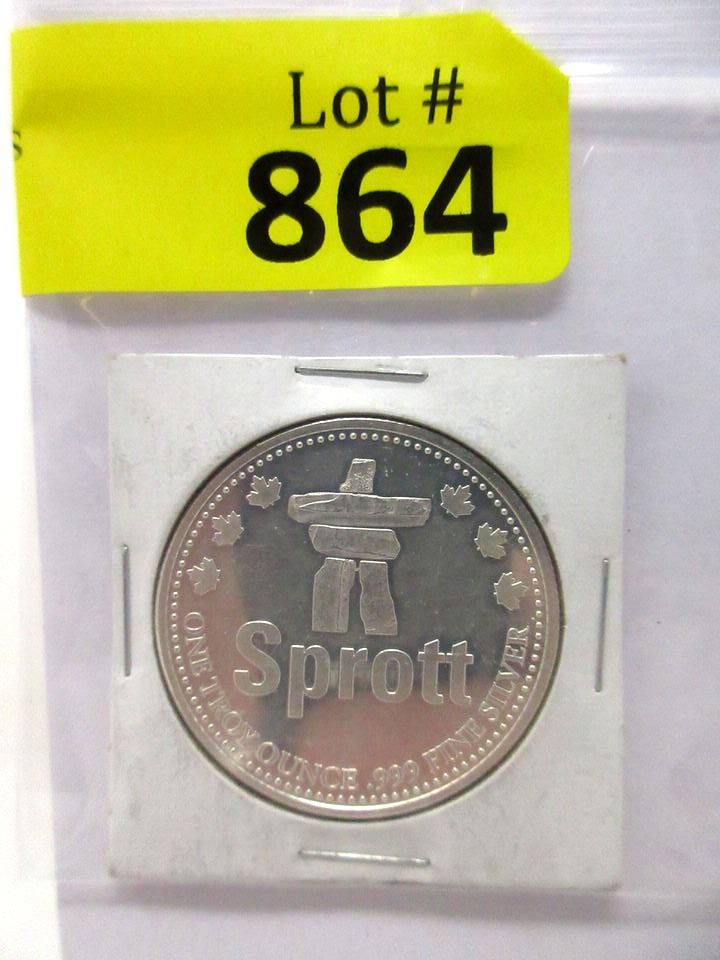 Lot #
864
s
Sprott
ONE TROY OUNCE .999 FINE SILVER